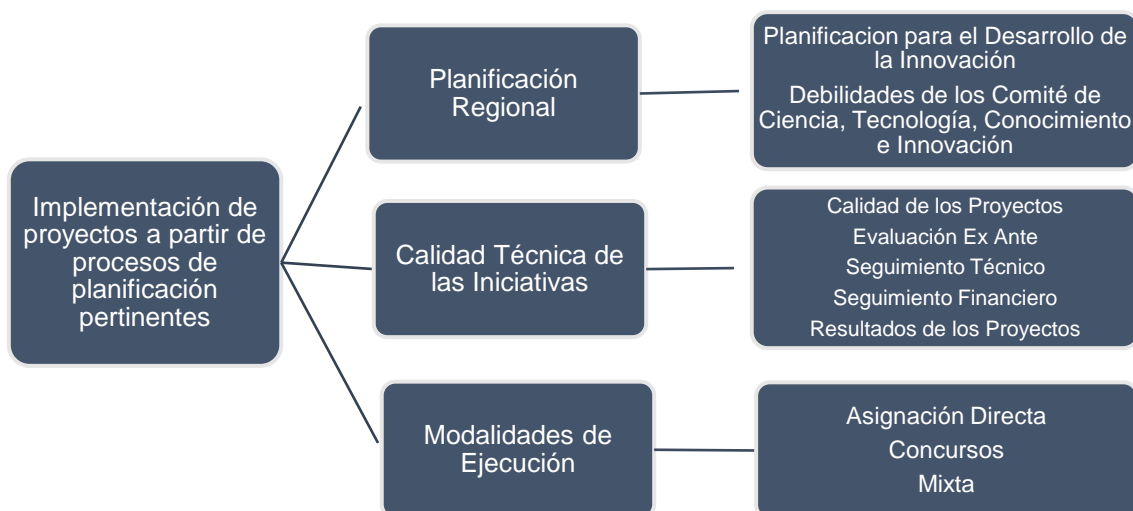 Implementación de
proyectos a partir de
procesos de
planificación
pertinentes
Planificación
Regional
Planificacion para el Desarrollo de
la Innovación
Debilidades de los Comité de
Ciencia, Tecnología, Conocimiento
e Innovación
Calidad Técnica de
las Iniciativas
Calidad de los Proyectos
Evaluación Ex Ante
Seguimiento Técnico
Seguimiento Financiero
Resultados de los Proyectos
Modalidades de
Ejecución
Asignación Directa
Concursos
Mixta